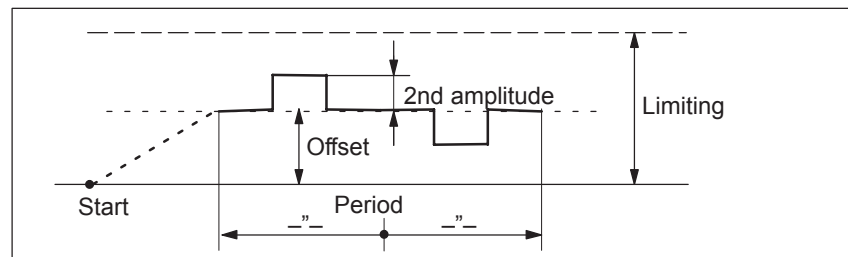 2nd amplitude
Limiting
Offset
Start
Period
–”–
–”–